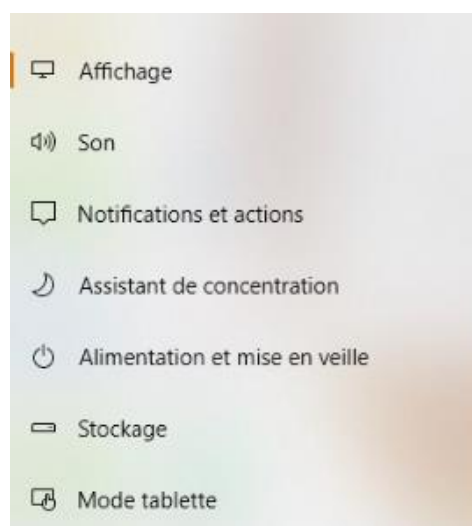 Affichage
Son
Notifications et actions
Assistant de concentration
Alimentation et mise en veille
Stockage
Mode tablette